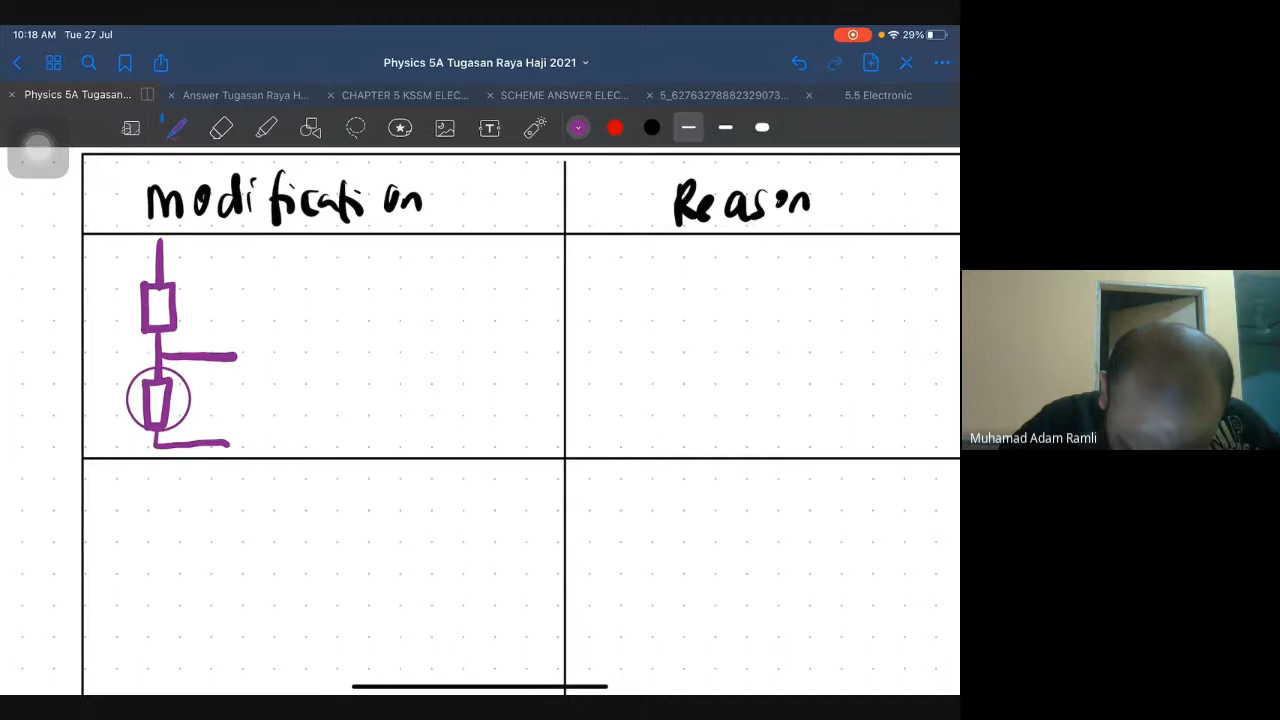 10:18 AM Tue 27 Jul
29%
Physics 5A Tugasan Raya Haji 2021
Physics 5A Tugasan...
Answer Tugasan Raya H...
CHAPTER 5 KSSM ELEC...
SCHEME ANSWER ELEC...
5_62763278882329073...
5.5 Electronic
T
Modification
Reason
Muhamad Adam Ramli